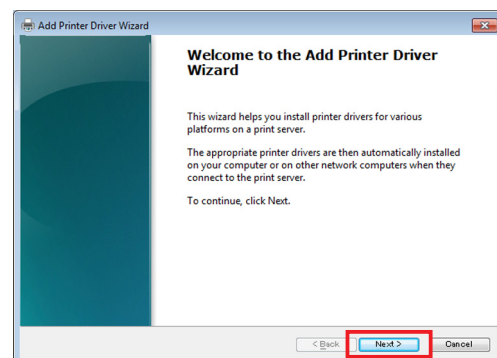 Add Printer Driver Wizard
Welcome to the Add Printer Driver
Wizard
This wizard helps you install printer drivers for various
platforms on a print server.
The appropriate printer drivers are then automatically installed
on your computer or on other network computers when they
connect to the print server.
To continue, click Next.
< Back Next > Cancel